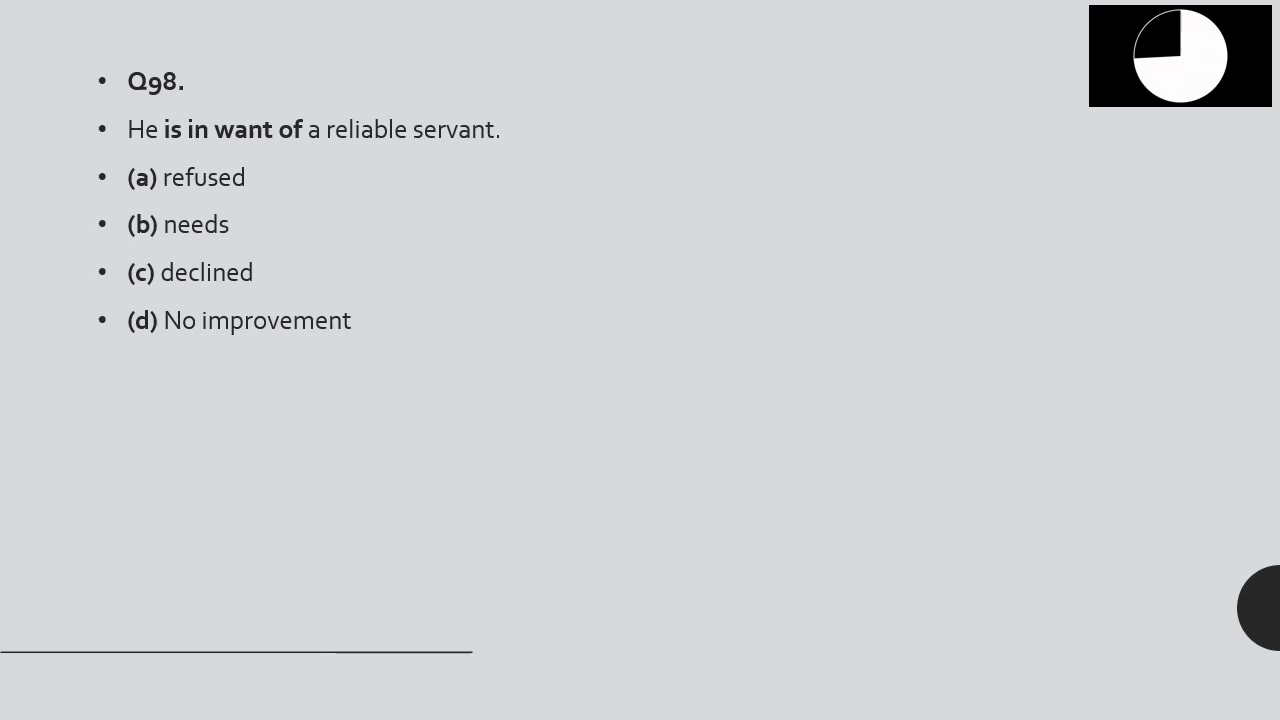 • Q98.
• He is in want of a reliable servant.
• (a) refused
• (b) needs
• (c) declined
• (d) No improvement